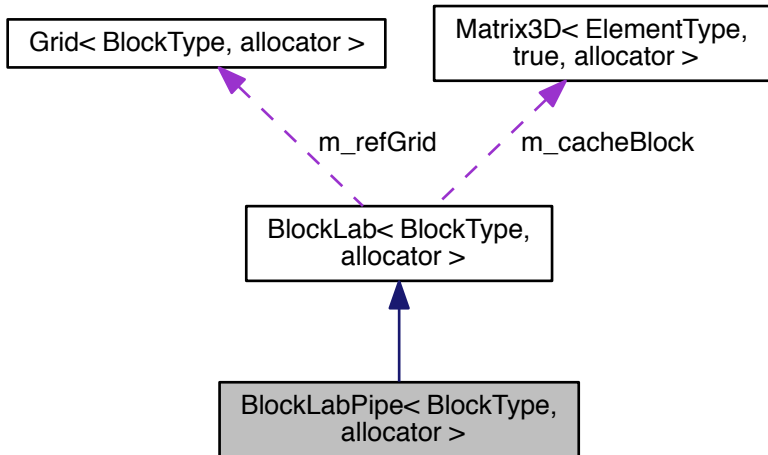 Grid< BlockType, allocator >
Matrix3D< ElementType,
true, allocator >
m_refGrid
m_cacheBlock
BlockLab< BlockType,
allocator >
BlockLabPipe< BlockType,
allocator >